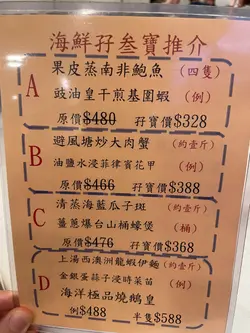 海鮮孖叁寶推介
A
果皮蒸南非鮑魚 (四隻)
豉油皇干煎基圍蝦 (例)
原價$480 孖寶價$328
B
避風塘炒大肉蟹 (約壹斤)
油鹽水浸菲律賓花甲 (例)
原價$466 孖寶價$388
C
清蒸海藍瓜子斑 (約壹斤)
薑蔥爆台山桶蠔煲 (桶)
原價$476 孖寶價$368
D
上湯西澳洲龍蝦伊麵 (約壹斤)
金銀蛋蒜子浸時菜苗 (例)
海洋極品燒鵝皇
例$488 半隻$588